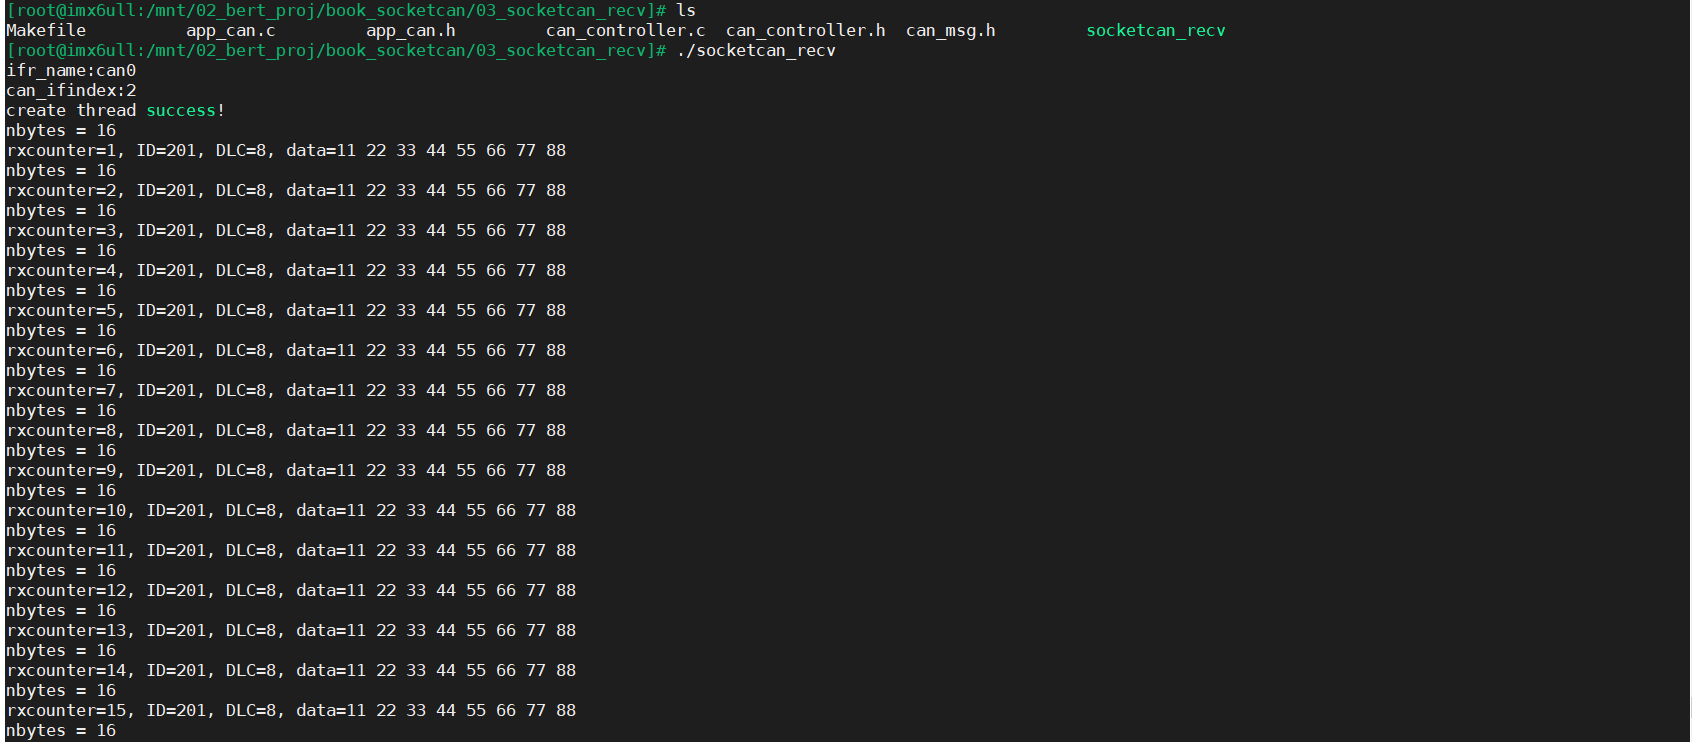 [root@imx6ull:/mnt/02_bert_proj/book_socketcan/03_socketcan_recv]# ls
Makefile          app_can.c         app_can.h         can_controller.c  can_controller.h  can_msg.h         socketcan_recv
[root@imx6ull:/mnt/02_bert_proj/book_socketcan/03_socketcan_recv]# ./socketcan_recv
ifr_name:can0
can_ifindex:2
create thread success!
nbytes = 16
rxcounter=1, ID=201, DLC=8, data=11 22 33 44 55 66 77 88
nbytes = 16
rxcounter=2, ID=201, DLC=8, data=11 22 33 44 55 66 77 88
nbytes = 16
rxcounter=3, ID=201, DLC=8, data=11 22 33 44 55 66 77 88
nbytes = 16
rxcounter=4, ID=201, DLC=8, data=11 22 33 44 55 66 77 88
nbytes = 16
rxcounter=5, ID=201, DLC=8, data=11 22 33 44 55 66 77 88
nbytes = 16
rxcounter=6, ID=201, DLC=8, data=11 22 33 44 55 66 77 88
nbytes = 16
rxcounter=7, ID=201, DLC=8, data=11 22 33 44 55 66 77 88
nbytes = 16
rxcounter=8, ID=201, DLC=8, data=11 22 33 44 55 66 77 88
nbytes = 16
rxcounter=9, ID=201, DLC=8, data=11 22 33 44 55 66 77 88
nbytes = 16
rxcounter=10, ID=201, DLC=8, data=11 22 33 44 55 66 77 88
nbytes = 16
rxcounter=11, ID=201, DLC=8, data=11 22 33 44 55 66 77 88
nbytes = 16
rxcounter=12, ID=201, DLC=8, data=11 22 33 44 55 66 77 88
nbytes = 16
rxcounter=13, ID=201, DLC=8, data=11 22 33 44 55 66 77 88
nbytes = 16
rxcounter=14, ID=201, DLC=8, data=11 22 33 44 55 66 77 88
nbytes = 16
rxcounter=15, ID=201, DLC=8, data=11 22 33 44 55 66 77 88
nbytes = 16